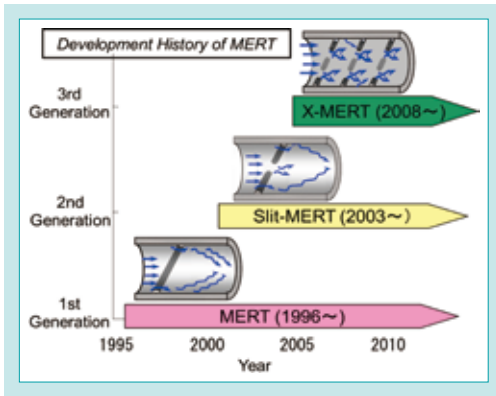 Development History of MERT
3rd
Generation
X-MERT (2008～)
2nd
Generation
Slit-MERT (2003～)
1st
Generation
MERT (1996～)
1995
2000
2005
2010
Year